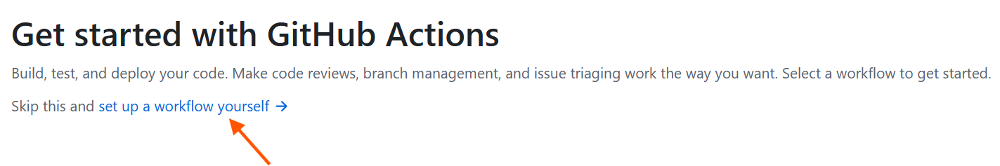 Get started with GitHub Actions
Build, test, and deploy your code. Make code reviews, branch management, and issue triaging work the way you want. Select a workflow to get started.
Skip this and set up a workflow yourself →